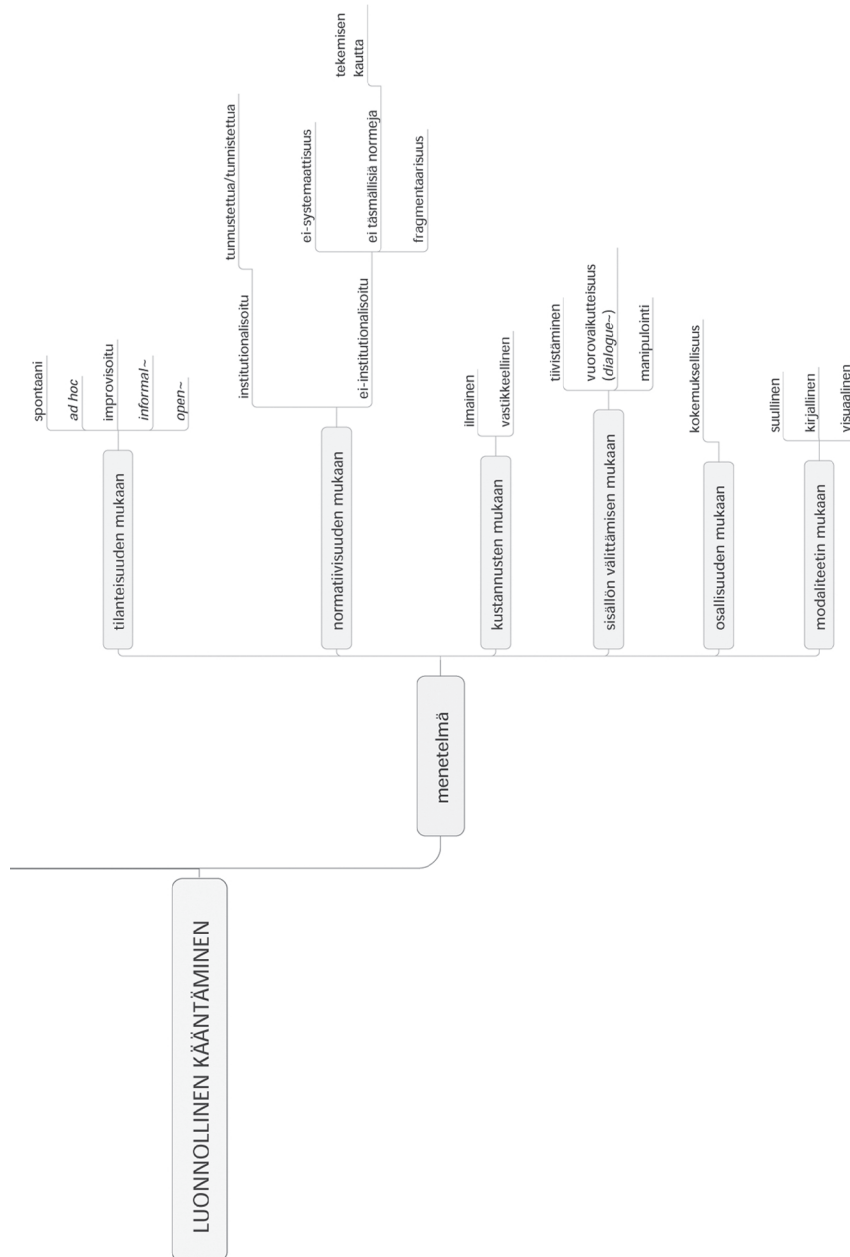 LUONNOLLINEN KÄÄNTÄMINEN
menetelmä
tilanteisuuden mukaan
spontaani
ad hoc
improvisoitu
informal~
open~
normatiivisuuden mukaan
institutionalisoitu
tunnustettua/tunnistettua
ei-institutionalisoitu
ei-systemaattisuus
ei täsmällisiä normeja
tekemisen
kautta
fragmentaarisuus
kustannusten mukaan
ilmainen
vastikkeellinen
sisällön välittämisen mukaan
tiivistäminen
vuorovaikutteisuus
(dialogue~)
manipulointi
osallisuuden mukaan
kokemuksellisuus
modaliteetin mukaan
suullinen
kirjallinen
visuaalinen